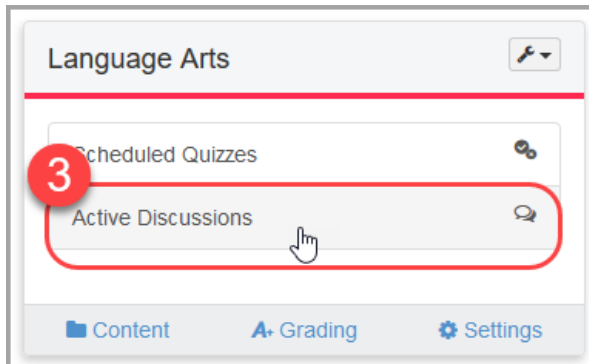 Language Arts
Scheduled Quizzes
3
Active Discussions
Content A+ Grading Settings